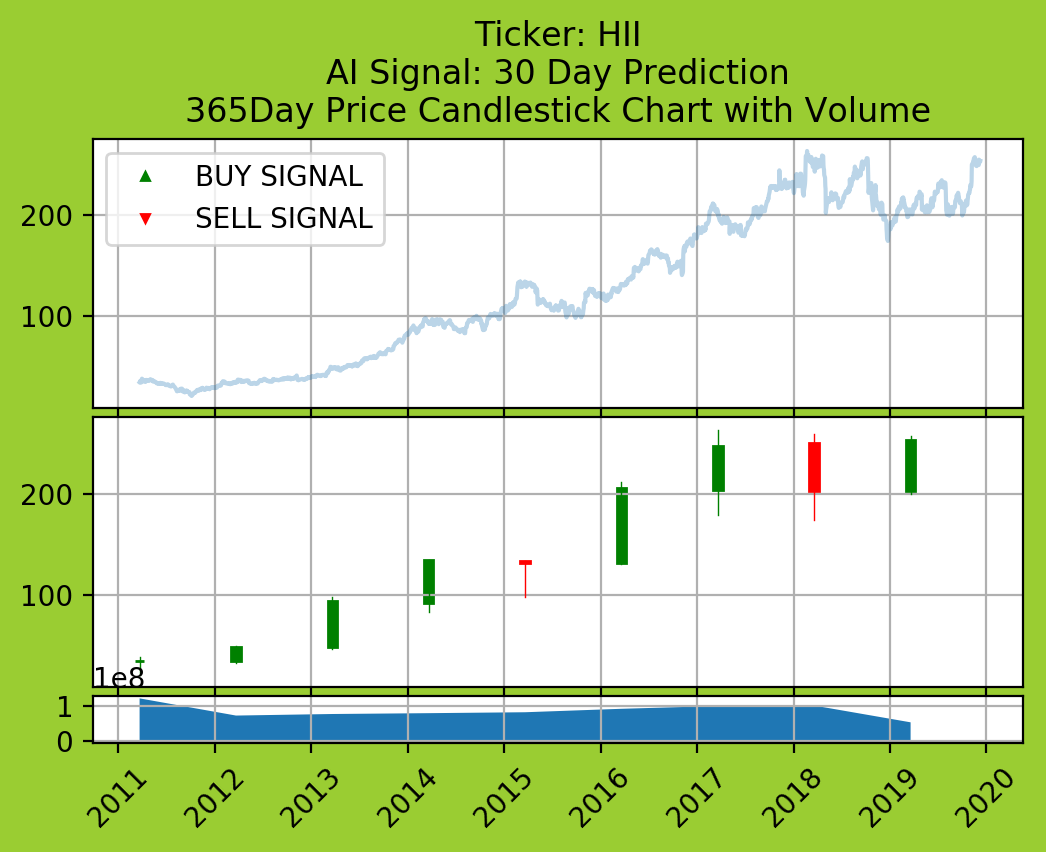 Ticker: HII
AI Signal: 30 Day Prediction
365Day Price Candlestick Chart with Volume
BUY SIGNAL
SELL SIGNAL
200
100
200
100
1e8
1
0
2011 2012 2013 2014 2015 2016 2017 2018 2019 2020